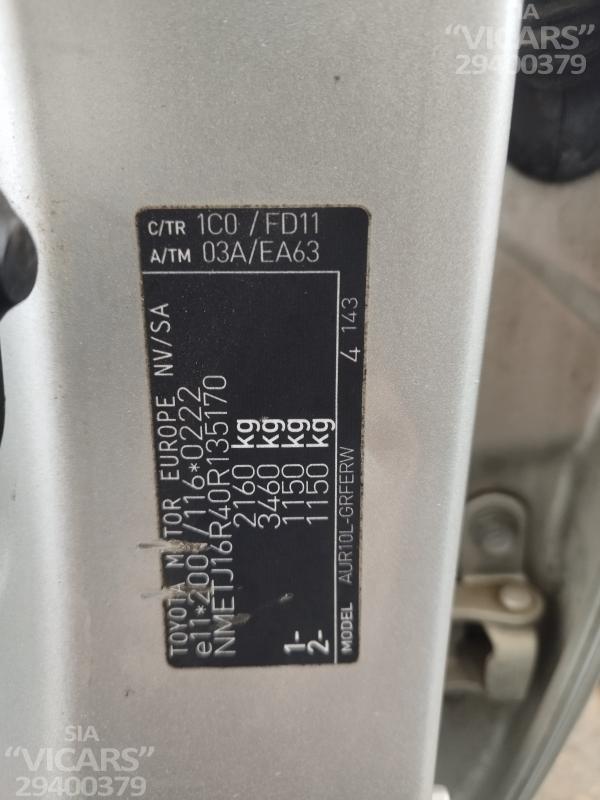 SIA
“VICARS”
29400379
C/TR 1C0 / FD11
A/TM 03A/EA63
TOYOTA MOTOR EUROPE NV/SA
e11*2001/116*0222
NMETJ16R40R135170
2160 kg
3460 kg
1- 1150 kg
2- 1150 kg
MODEL AUR10L-GRFERW 4 143
SIA
“VICARS”
29400379